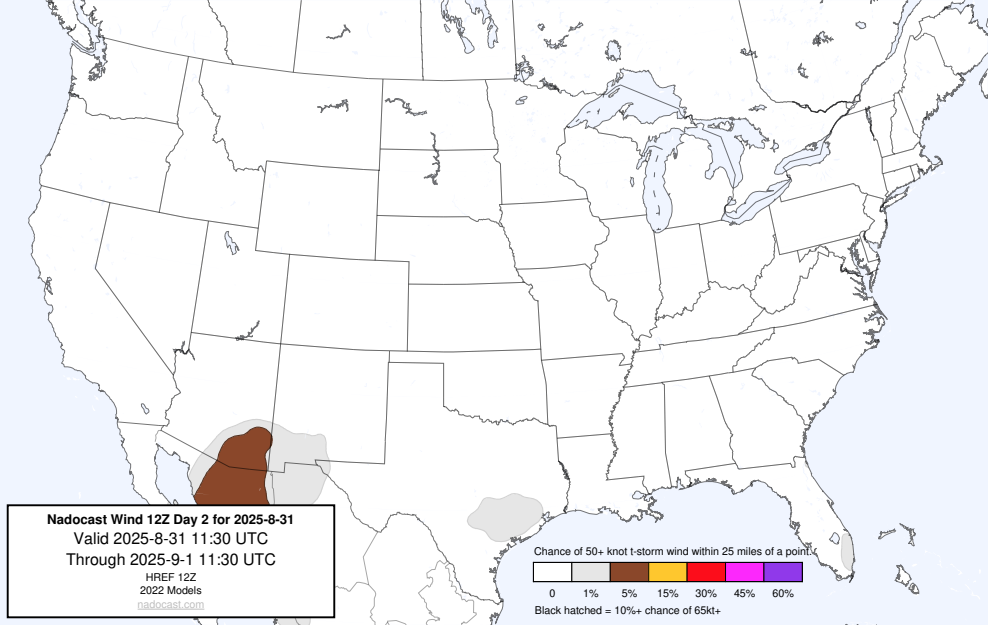 Nadocast Wind 12Z Day 2 for 2025-8-31
Valid 2025-8-31 11:30 UTC
Through 2025-9-1 11:30 UTC
HREF 12Z
2022 Models
nadocast.com
Chance of 50+ knot t-storm wind within 25 miles of a point.
0 1% 5% 15% 30% 45% 60%
Black hatched = 10%+ chance of 65kt+